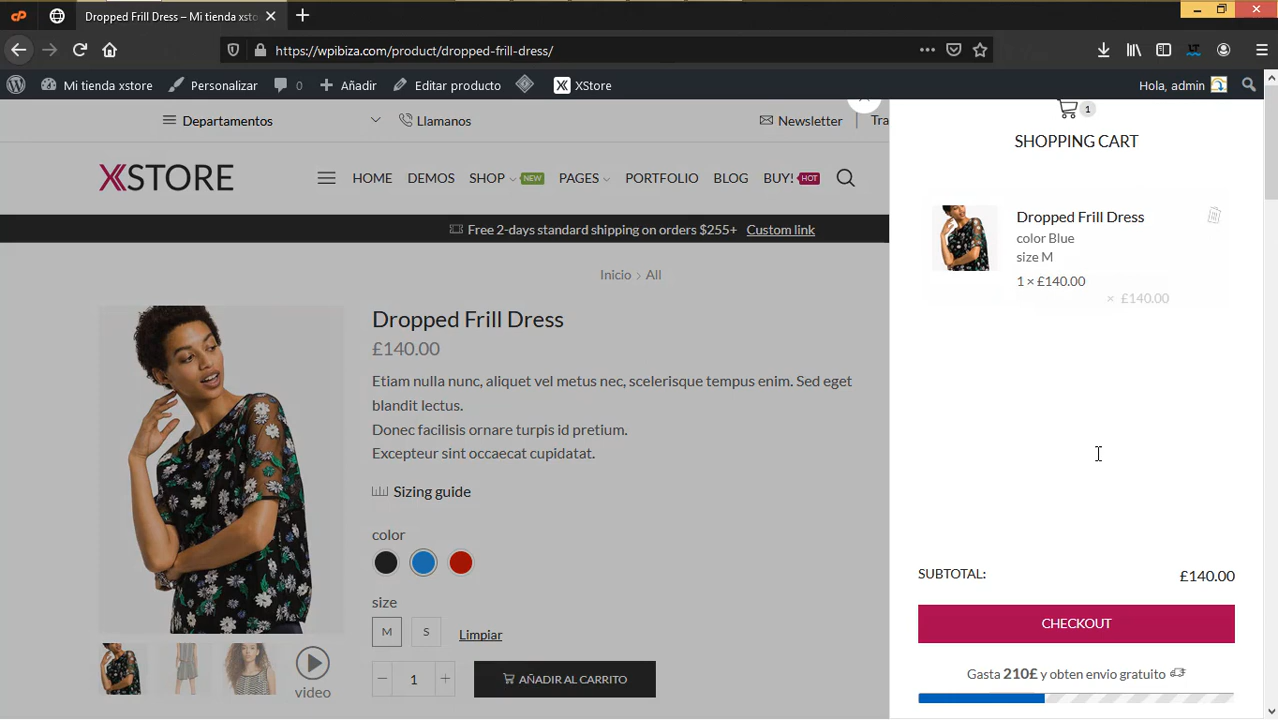 Dropped Frill Dress – Mi tienda xsto
https://wpibiza.com/product/dropped-frill-dress/
Mi tienda xstore Personalizar 0 Añadir Editar producto XStore Hola, admin
Departamentos Llamanos Newsletter Tra
XSTORE HOME DEMOS SHOP NEW PAGES PORTFOLIO BLOG BUY! HOT
Free 2-days standard shipping on orders $255+ Custom link
Inicio > All
Dropped Frill Dress
£140.00
Etiam nulla nunc, aliquet vel metus nec, scelerisque tempus enim. Sed eget
blandit lectus.
Donec facilisis ornare turpis id pretium.
Excepteur sint occaecat cupidatat.
Sizing guide
color
size
M S Limpiar
− 1 + AÑADIR AL CARRITO
video
1
SHOPPING CART
Dropped Frill Dress
color Blue
size M
1 × £140.00
× £140.00
SUBTOTAL: £140.00
CHECKOUT
Gasta 210£ y obten envio gratuito